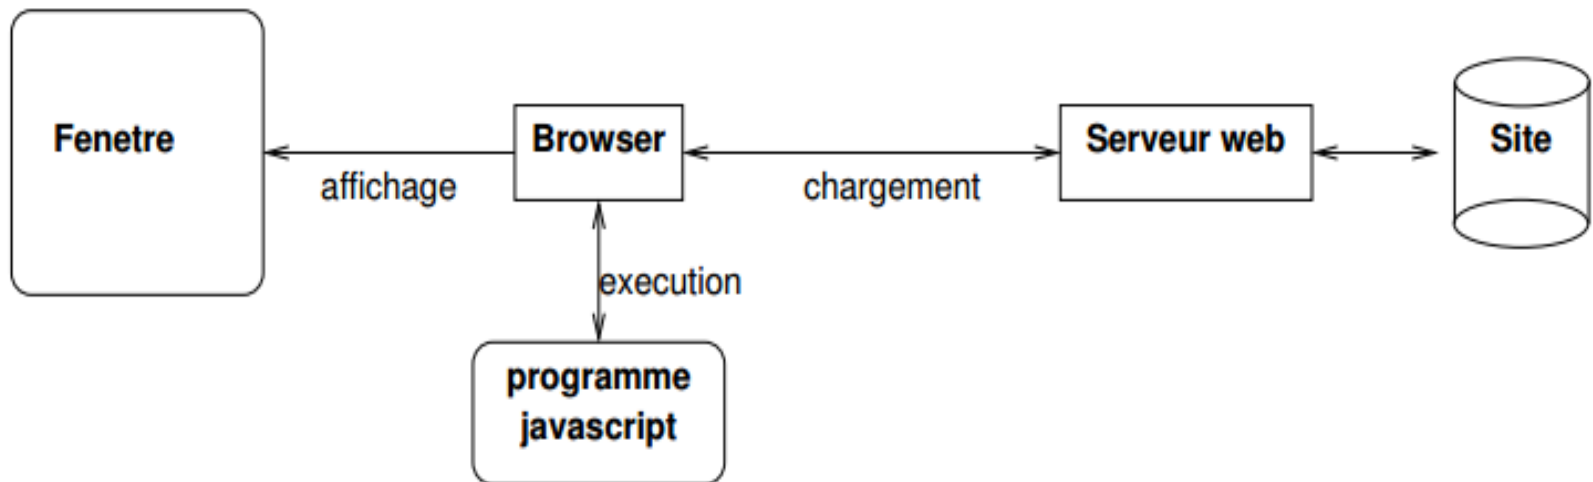 Fenetre
affichage
Browser
chargement
Serveur web
Site
execution
programme
javascript